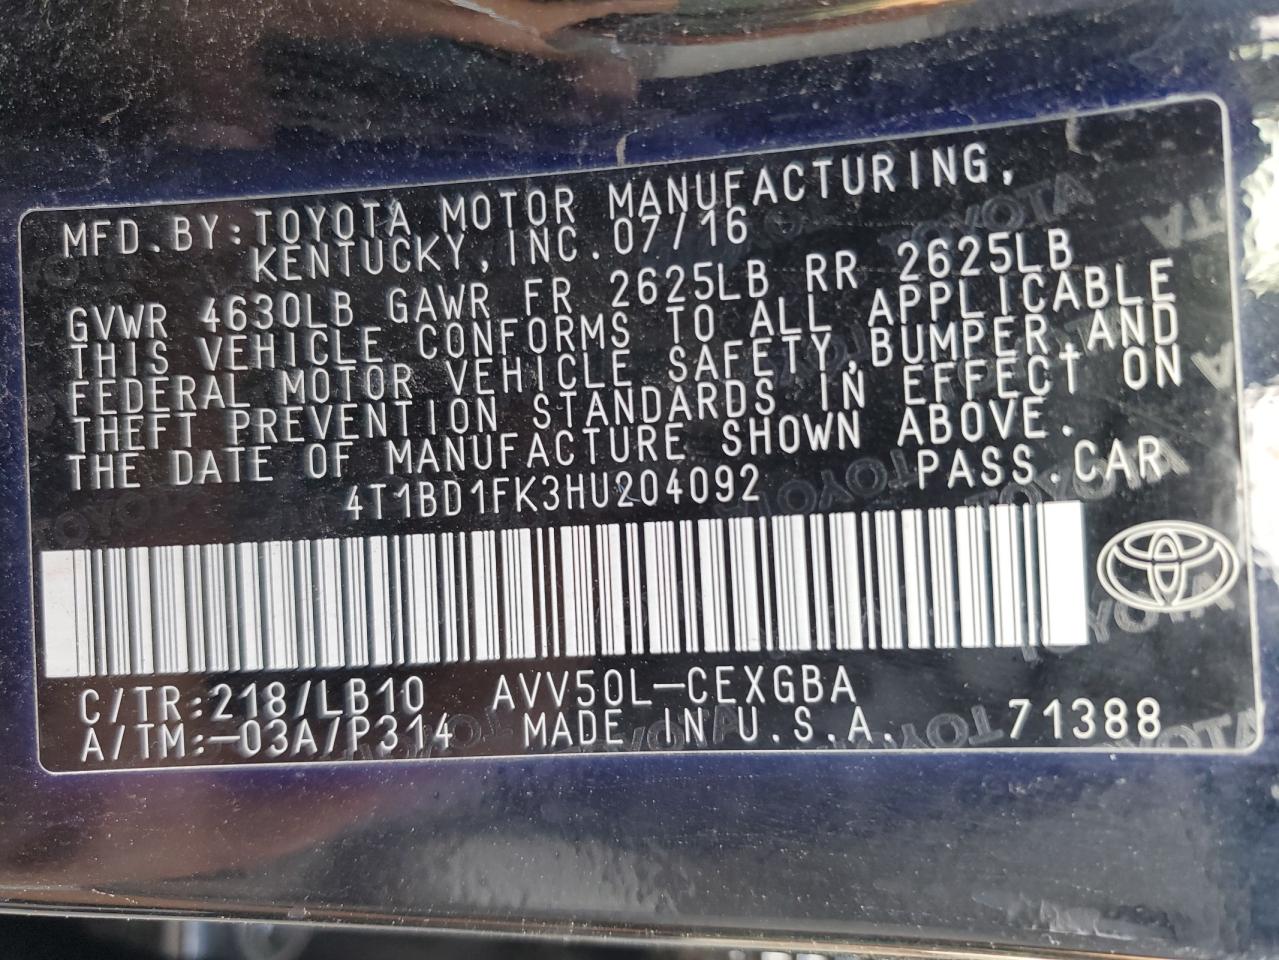 MFD.BY:TOYOTA MOTOR MANUFACTURING,
KENTUCKY,INC. 07/16
GVWR 4630LB GAWR FR 2625LB RR 2625LB
THIS VEHICLE CONFORMS TO ALL APPLICABLE
FEDERAL MOTOR VEHICLE SAFETY,BUMPER,AND
THEFT PREVENTION STANDARDS IN EFFECT ON
THE DATE OF MANUFACTURE SHOWN ABOVE.
4T1BD1FK3HU204092 PASS.CAR
C/TR:218/LB10 AVV50L-CEXGBA
A/TM:-03A/P314 MADE IN U.S.A. 71388